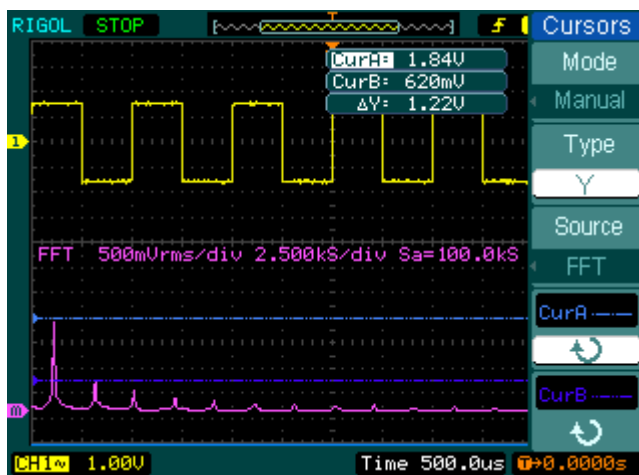 RIGOL STOP
Cursors
CurA: 1.84V
CurB: 620mV
ΔY: 1.22V
Mode
Manual
Type
Y
Source
FFT
CurA
CurB
1
FFT 500mVrms/div 2.500kS/div Sa=100.0kS
M
CH1~ 1.00V Time 500.0us T→0.0000s